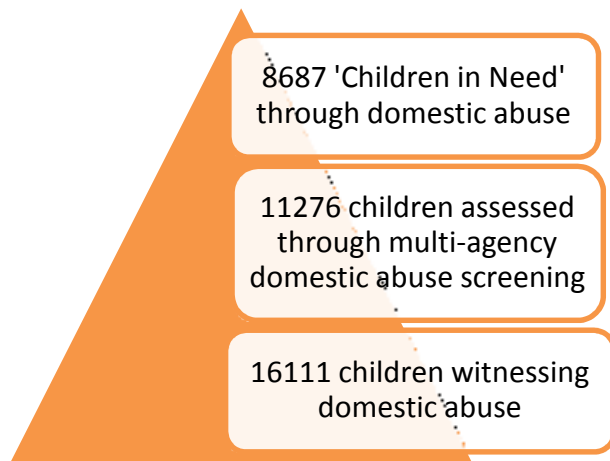 8687 'Children in Need'
through domestic abuse
11276 children assessed
through multi-agency
domestic abuse screening
16111 children witnessing
domestic abuse